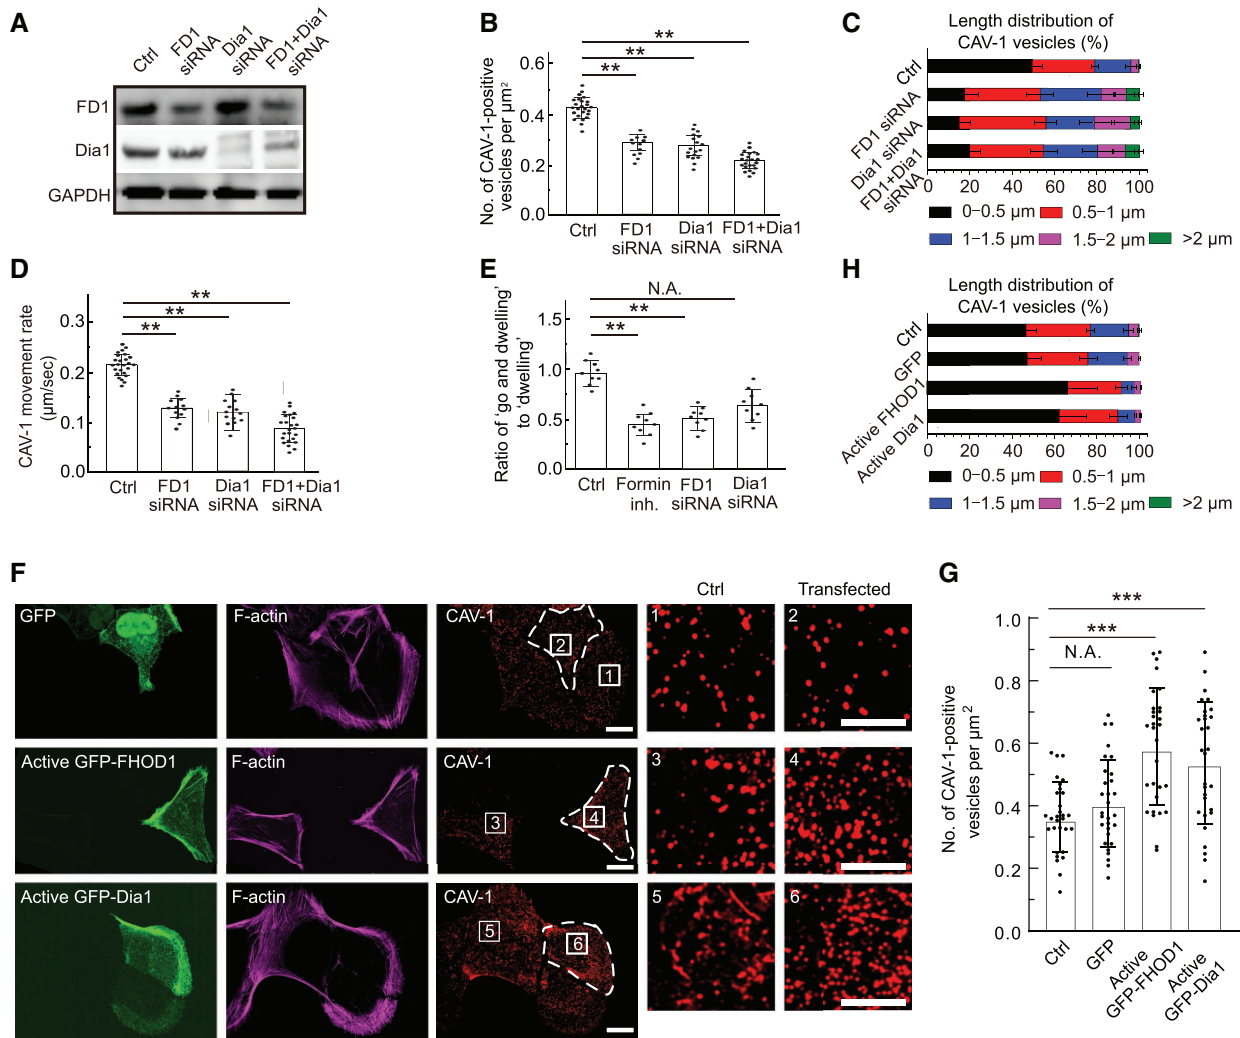 A
Ctrl
FD1
siRNA
Dia1
siRNA
FD1+Dia1
siRNA
FD1
Dia1
GAPDH
B
No. of CAV-1-positive
vesicles per µm²
0.6
0.4
0.2
0.0
**
**
**
Ctrl
FD1
siRNA
Dia1
siRNA
FD1+Dia1
siRNA
C
Length distribution of
CAV-1 vesicles (%)
Ctrl
FD1 siRNA
Dia1 siRNA
FD1+Dia1
siRNA
0 20 40 60 80 100
0–0.5 µm 0.5–1 µm
1–1.5 µm 1.5–2 µm >2 µm
D
CAV-1 movement rate
(µm/sec)
0.3
0.2
0.1
0.0
**
**
**
Ctrl
FD1
siRNA
Dia1
siRNA
FD1+Dia1
siRNA
E
Ratio of ‘go and dwelling’
to ‘dwelling’
1.5
1.0
0.5
0.0
N.A.
**
**
Ctrl
Formin
inh.
FD1
siRNA
Dia1
siRNA
H
Length distribution of
CAV-1 vesicles (%)
Ctrl
GFP
Active FHOD1
Active Dia1
0 20 40 60 80 100
0–0.5 µm 0.5–1 µm
1–1.5 µm 1.5–2 µm >2 µm
F
Ctrl Transfected
GFP F-actin CAV-1 2 1 1 2
Active GFP-FHOD1 F-actin CAV-1 3 4 3 4
Active GFP-Dia1 F-actin CAV-1 5 6 5 6
G
No. of CAV-1-positive
vesicles per µm²
1.0
0.8
0.6
0.4
0.2
0.0
***
***
N.A.
Ctrl
GFP
Active
GFP-FHOD1
Active
GFP-Dia1